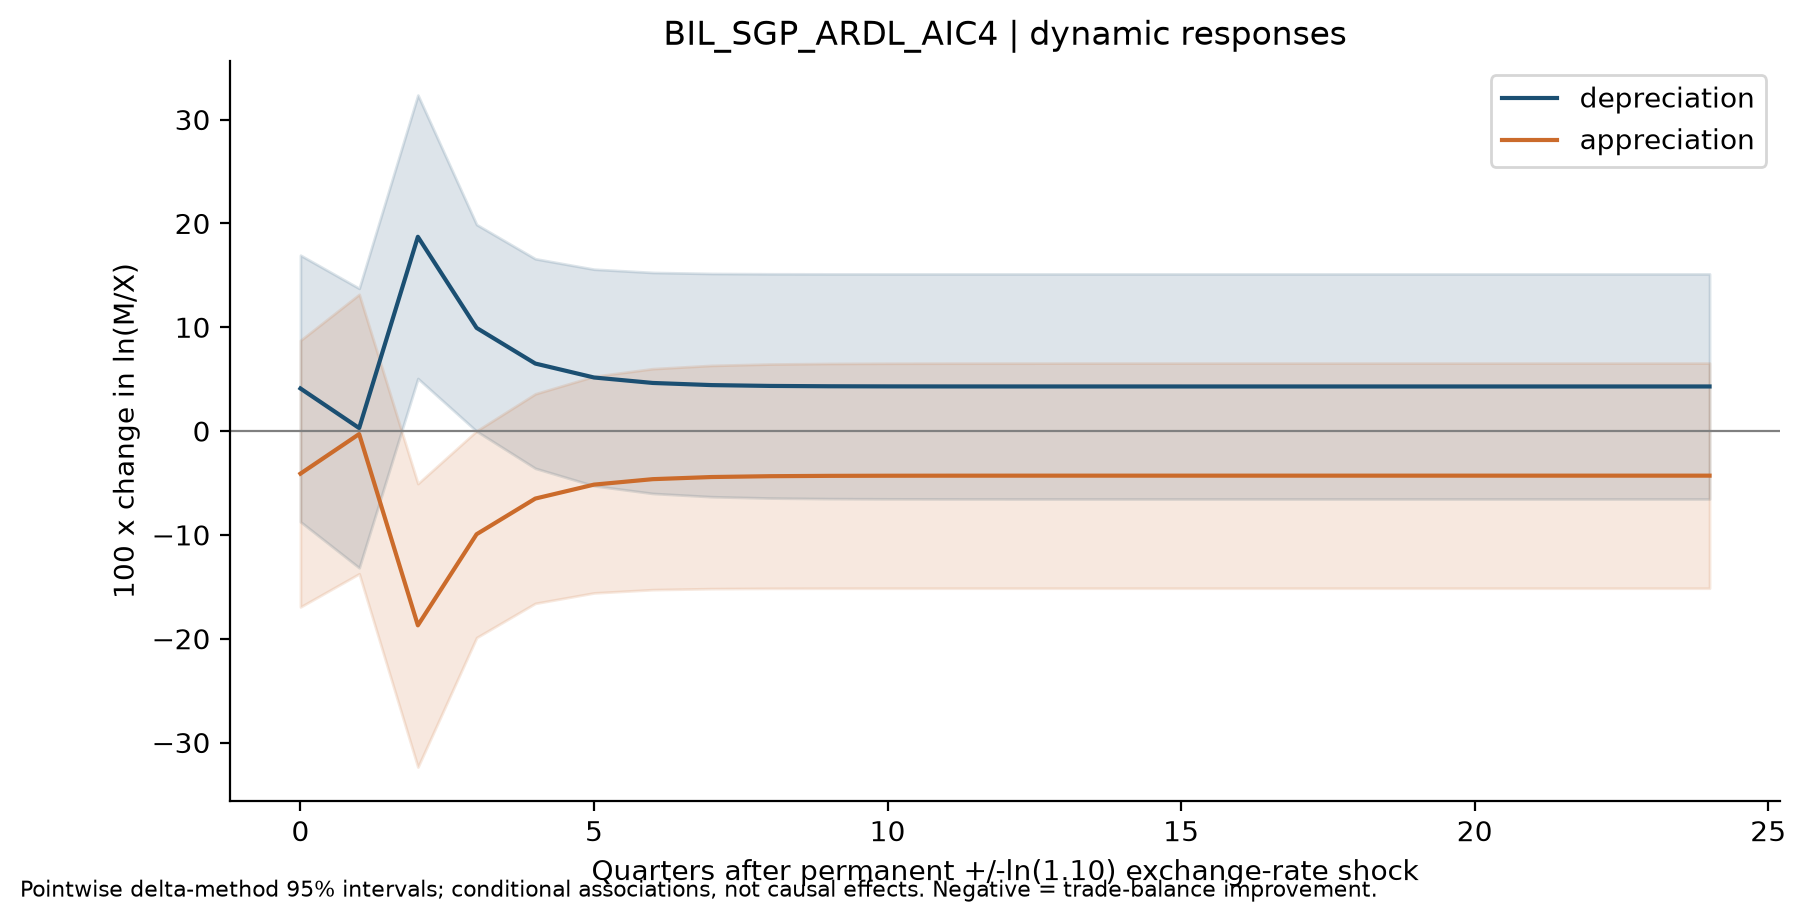 BIL_SGP_ARDL_AIC4 | dynamic responses
depreciation
appreciation
100 x change in ln(M/X)
30
20
10
0
−10
−20
−30
0
5
10
15
20
25
Quarters after permanent +/-ln(1.10) exchange-rate shock
Pointwise delta-method 95% intervals; conditional associations, not causal effects. Negative = trade-balance improvement.